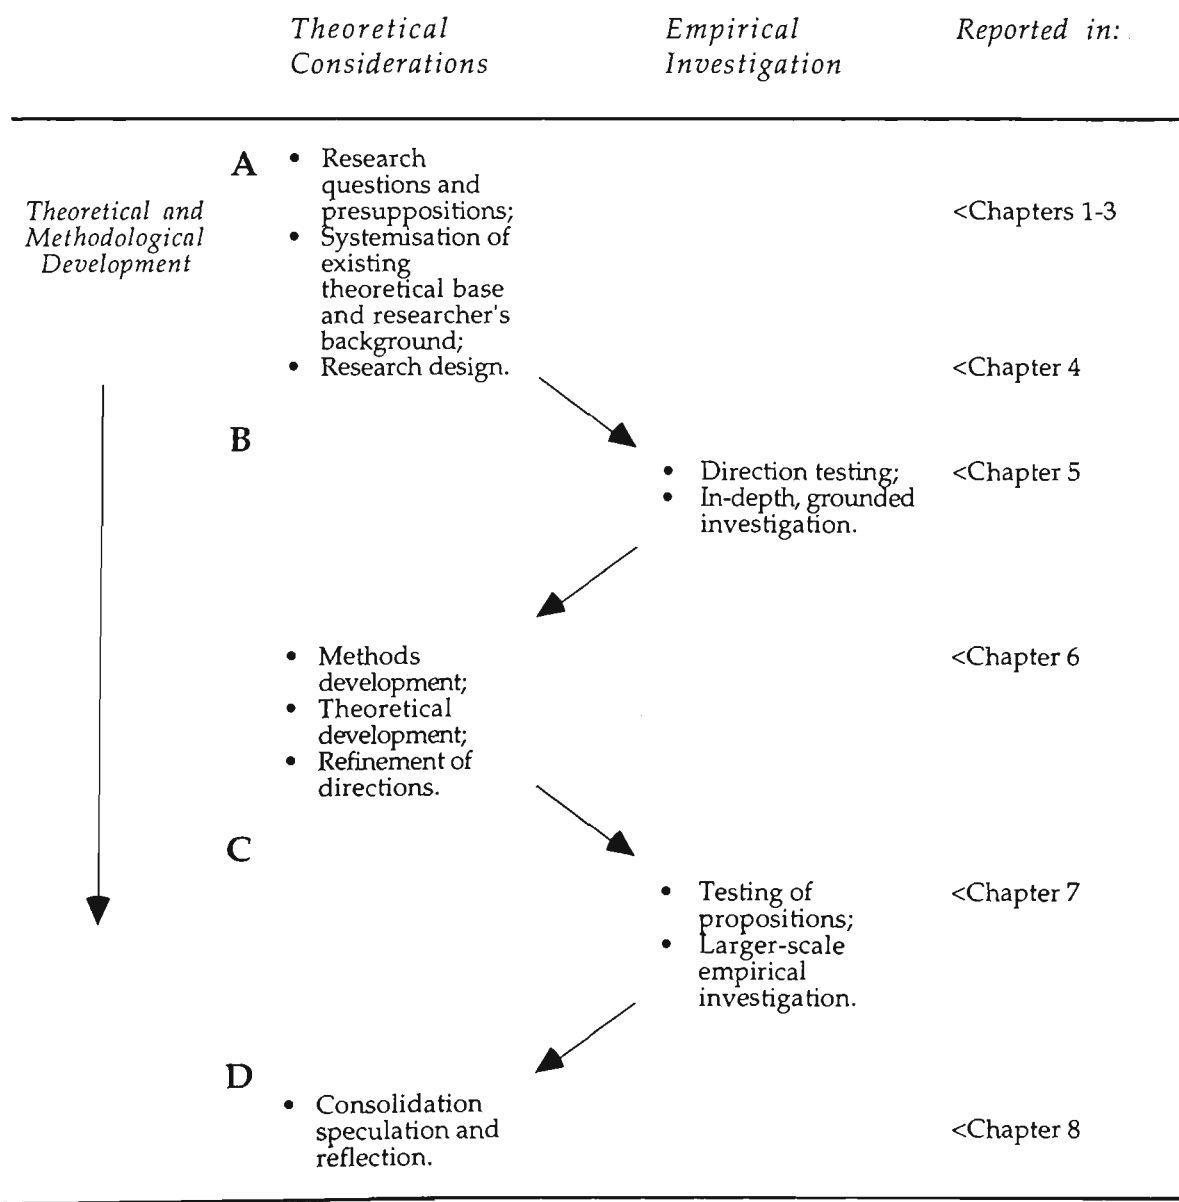 Theoretical Considerations
Empirical Investigation
Reported in:
Theoretical and
Methodological
Development
A
• Research
questions and
presuppositions;
• Systemisation of
existing
theoretical base
and researcher's
background;
• Research design.
<Chapters 1-3
<Chapter 4
B
• Direction testing;
• In-depth, grounded
investigation.
<Chapter 5
• Methods
development;
• Theoretical
development;
• Refinement of
directions.
<Chapter 6
C
• Testing of
propositions;
• Larger-scale
empirical
investigation.
<Chapter 7
D
• Consolidation
speculation and
reflection.
<Chapter 8